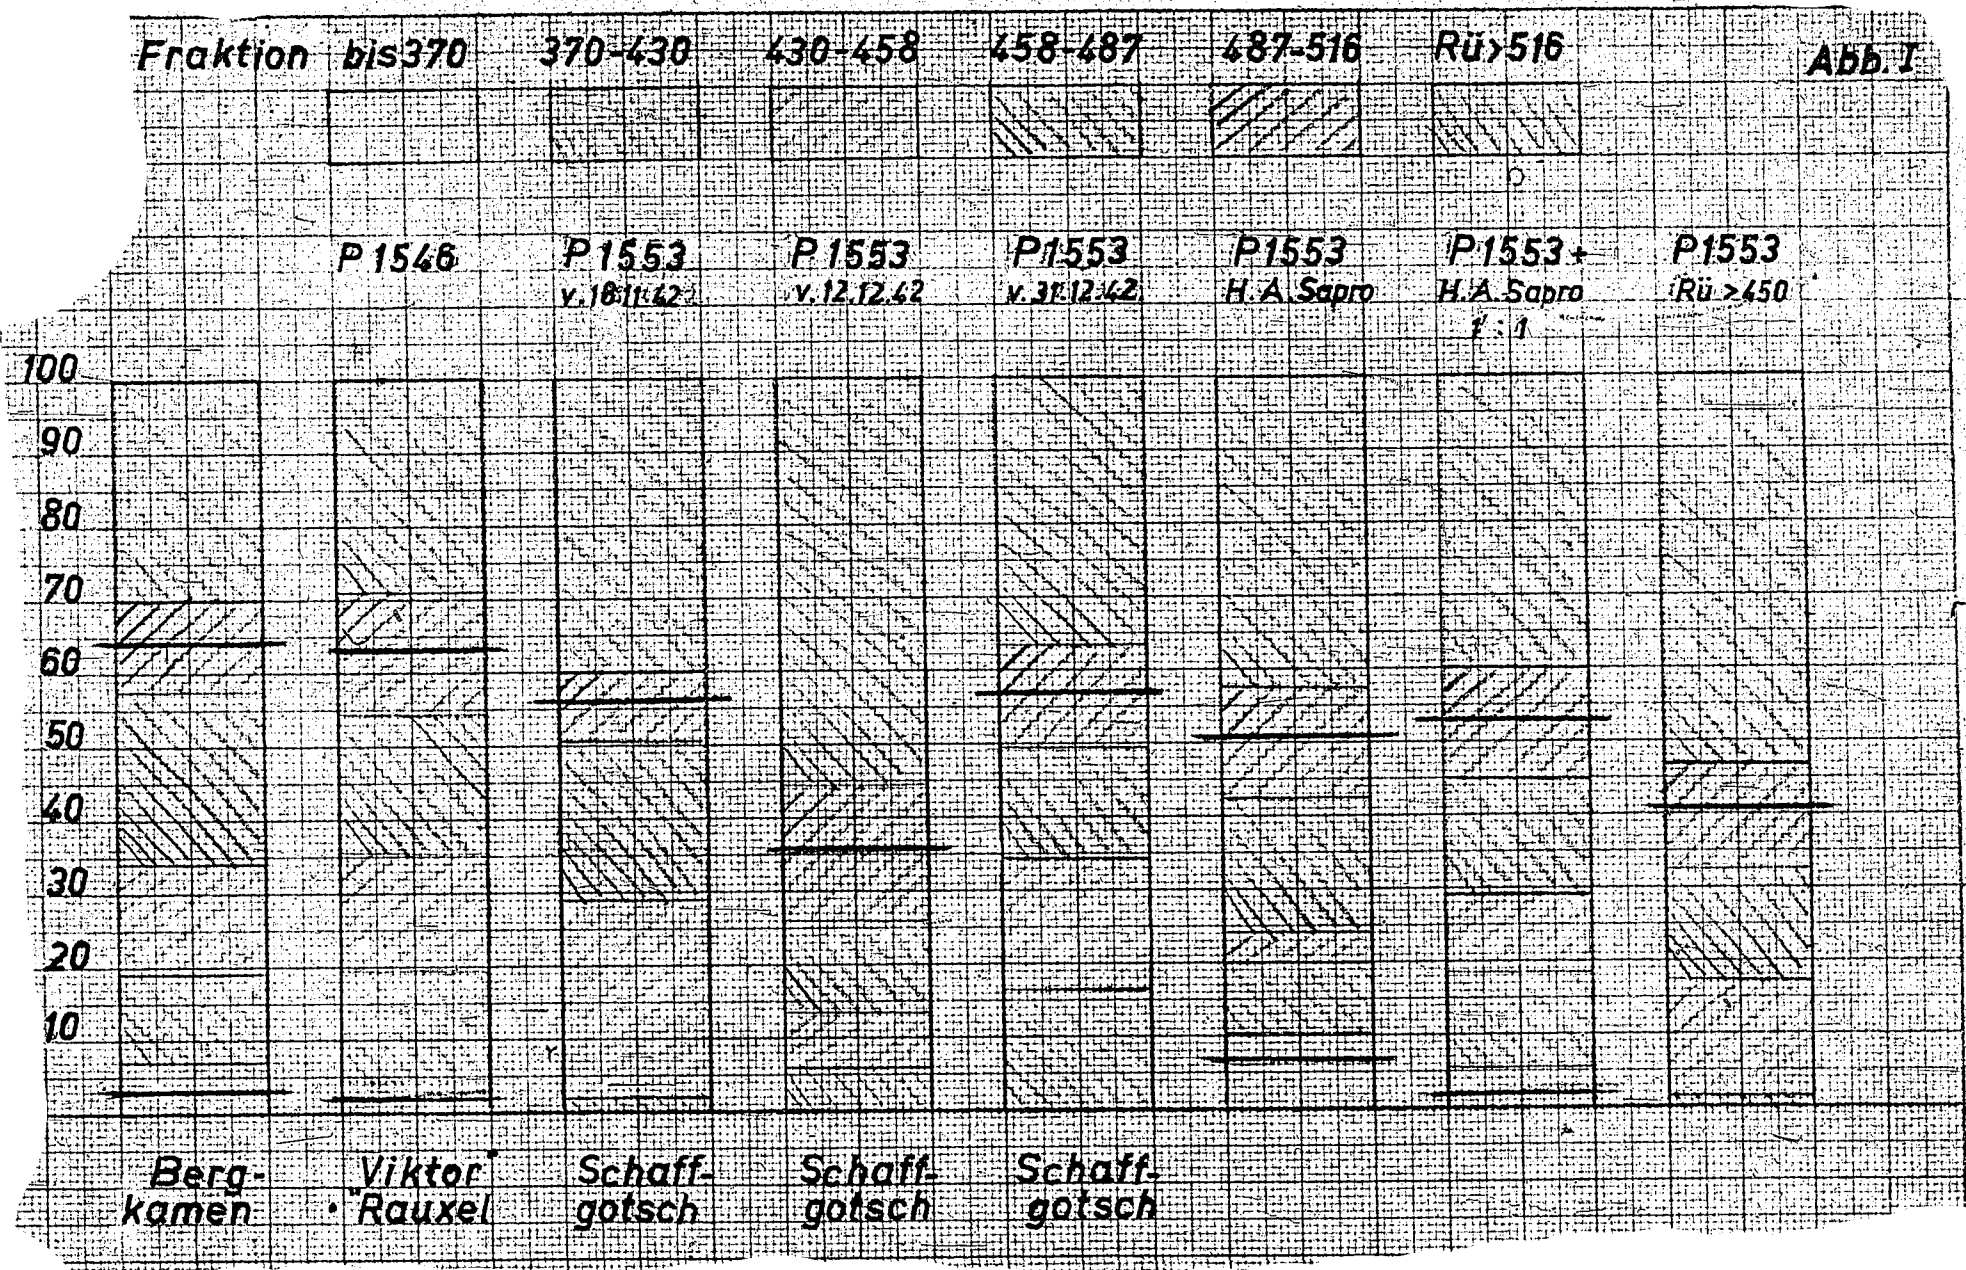 Fraktion bis 370 370-430 430-458 458-487 487-516 Rü>516 Abb. I
P 1546 P 1553 P 1553 P 1553 P 1553 P 1553+ P 1553
v. 18.11.42 v. 12.12.42 v. 31.12.42 H. A. Sapro H. A. Sapro Rü >450
1 : 1
100
90
80
70
60
50
40
30
20
10
Berg- "Viktor" Schaff- Schaff- Schaff-
kamen "Rauxel gotsch gotsch gotsch